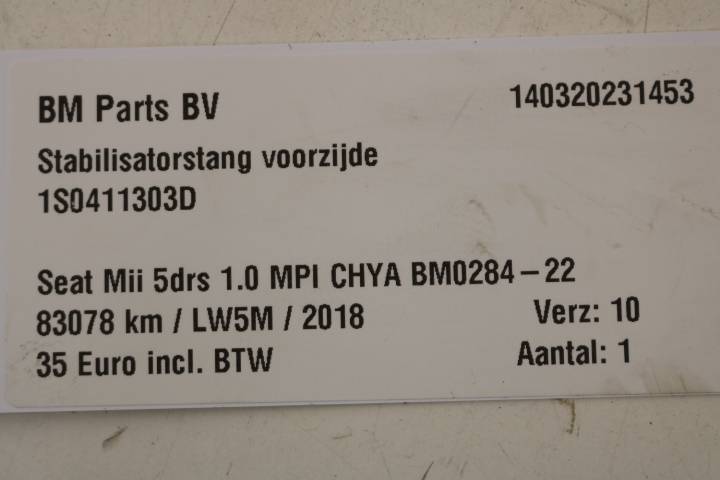 BM Parts BV 140320231453
Stabilisatorstang voorzijde
1S0411303D
Seat Mii 5drs 1.0 MPI CHYA BM0284-22
83078 km / LW5M / 2018 Verz: 10
35 Euro incl. BTW Aantal: 1